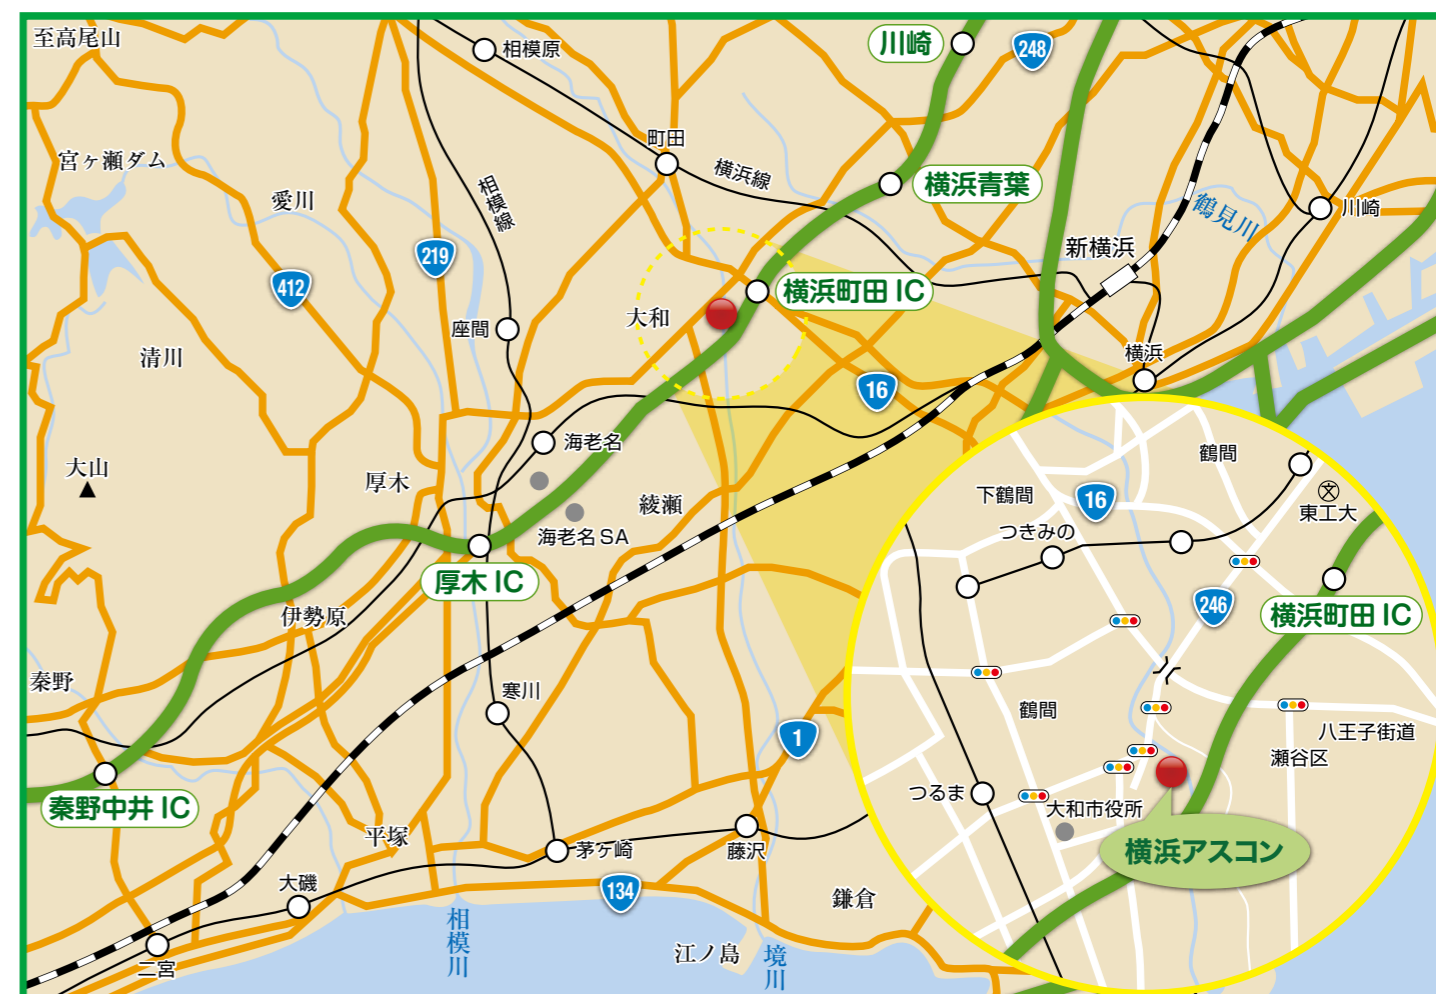 至高尾山
相模原
川崎
248
町田
宮ヶ瀬ダム
横浜線
横浜青葉
愛川
相模線
鶴見川
川崎
219
新横浜
412
横浜町田 IC
大和
座間
清川
横浜
16
海老名
鶴間
大山
厚木
下鶴間
16
東工大
綾瀬
海老名 SA
つきみの
厚木 IC
246
横浜町田 IC
伊勢原
秦野
寒川
鶴間
1
八王子街道
瀬谷区
つるま
大和市役所
秦野中井 IC
平塚
茅ヶ崎
藤沢
横浜アスコン
大磯
134
鎌倉
相模川
江ノ島
境川
二宮
文